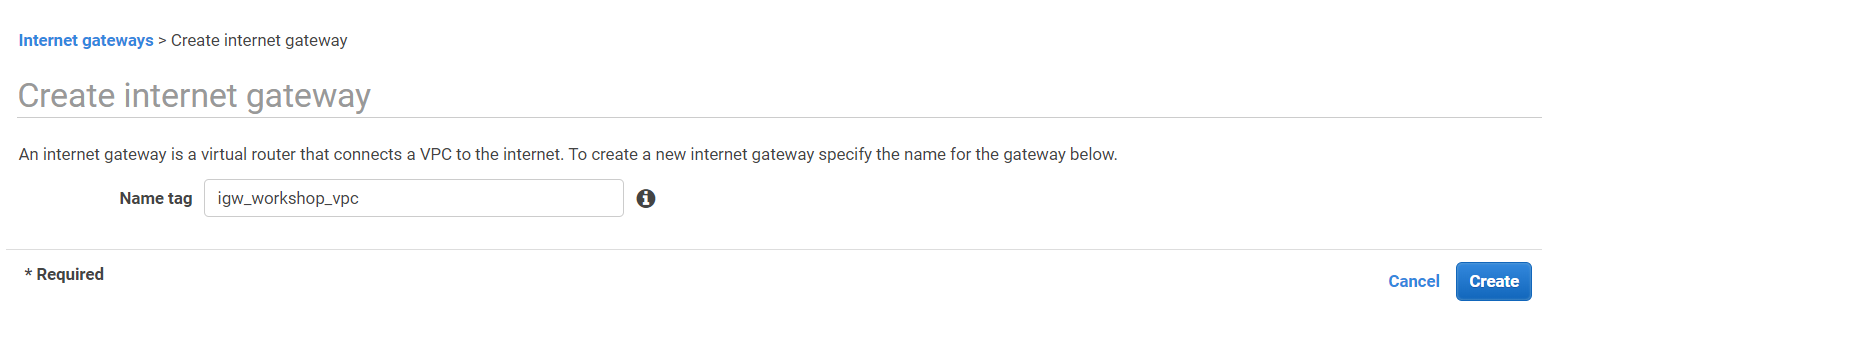 Internet gateways > Create internet gateway
Create internet gateway
An internet gateway is a virtual router that connects a VPC to the internet. To create a new internet gateway specify the name for the gateway below.
Name tag igw_workshop_vpc
* Required
Cancel Create